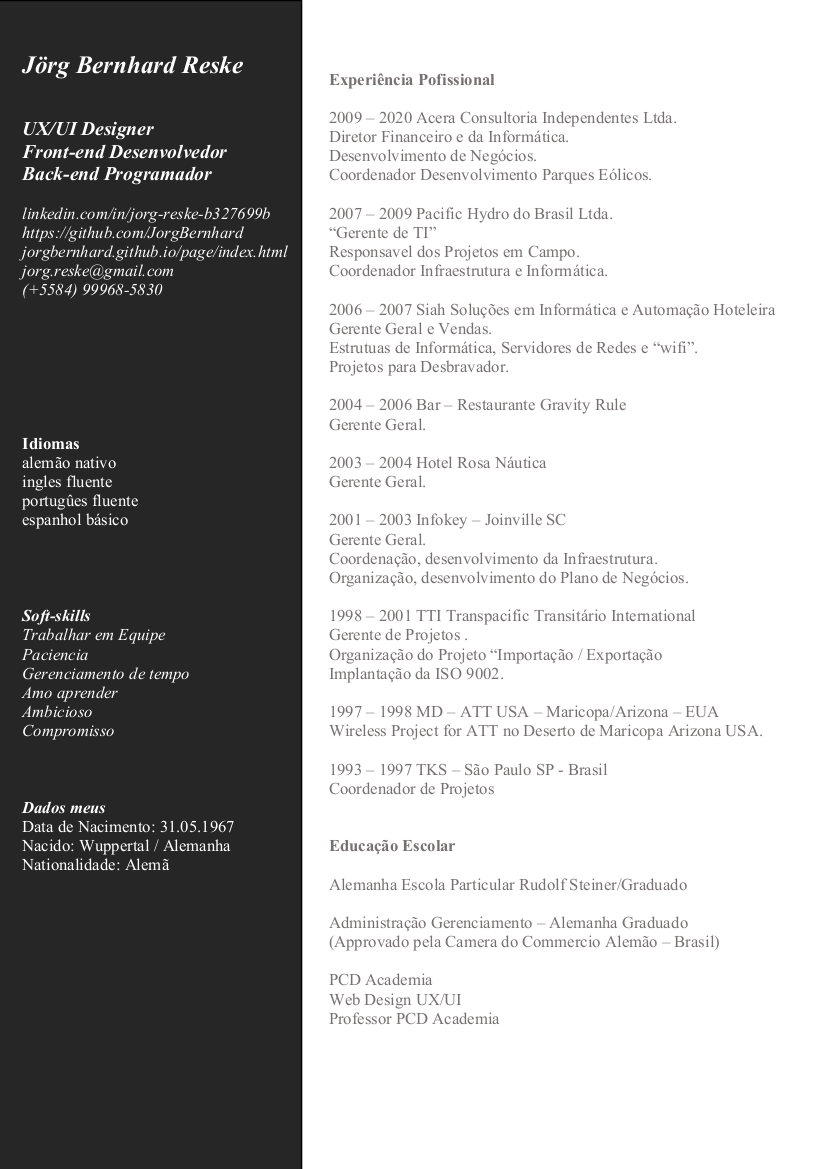 Jörg Bernhard Reske
UX/UI Designer
Front-end Desenvolvedor
Back-end Programador
linkedin.com/in/jorg-reske-b327699b
https://github.com/JorgBernhard
jorgbernhard.github.io/page/index.html
jorg.reske@gmail.com
(+5584) 99968-5830
Idiomas
alemão nativo
ingles fluente
portugûes fluente
espanhol básico
Soft-skills
Trabalhar em Equipe
Paciencia
Gerenciamento de tempo
Amo aprender
Ambicioso
Compromisso
Dados meus
Data de Nacimento: 31.05.1967
Nacido: Wuppertal / Alemanha
Nationalidade: Alemã
Experiência Pofissional
2009 – 2020 Acera Consultoria Independentes Ltda.
Diretor Financeiro e da Informática.
Desenvolvimento de Negócios.
Coordenador Desenvolvimento Parques Eólicos.
2007 – 2009 Pacific Hydro do Brasil Ltda.
“Gerente de TI”
Responsavel dos Projetos em Campo.
Coordenador Infraestrutura e Informática.
2006 – 2007 Siah Soluções em Informática e Automação Hoteleira
Gerente Geral e Vendas.
Estrutuas de Informática, Servidores de Redes e “wifi”.
Projetos para Desbravador.
2004 – 2006 Bar – Restaurante Gravity Rule
Gerente Geral.
2003 – 2004 Hotel Rosa Náutica
Gerente Geral.
2001 – 2003 Infokey – Joinville SC
Gerente Geral.
Coordenação, desenvolvimento da Infraestrutura.
Organização, desenvolvimento do Plano de Negócios.
1998 – 2001 TTI Transpacific Transitário International
Gerente de Projetos .
Organização do Projeto “Importação / Exportação
Implantação da ISO 9002.
1997 – 1998 MD – ATT USA – Maricopa/Arizona – EUA
Wireless Project for ATT no Deserto de Maricopa Arizona USA.
1993 – 1997 TKS – São Paulo SP - Brasil
Coordenador de Projetos
Educação Escolar
Alemanha Escola Particular Rudolf Steiner/Graduado
Administração Gerenciamento – Alemanha Graduado
(Approvado pela Camera do Commercio Alemão – Brasil)
PCD Academia
Web Design UX/UI
Professor PCD Academia